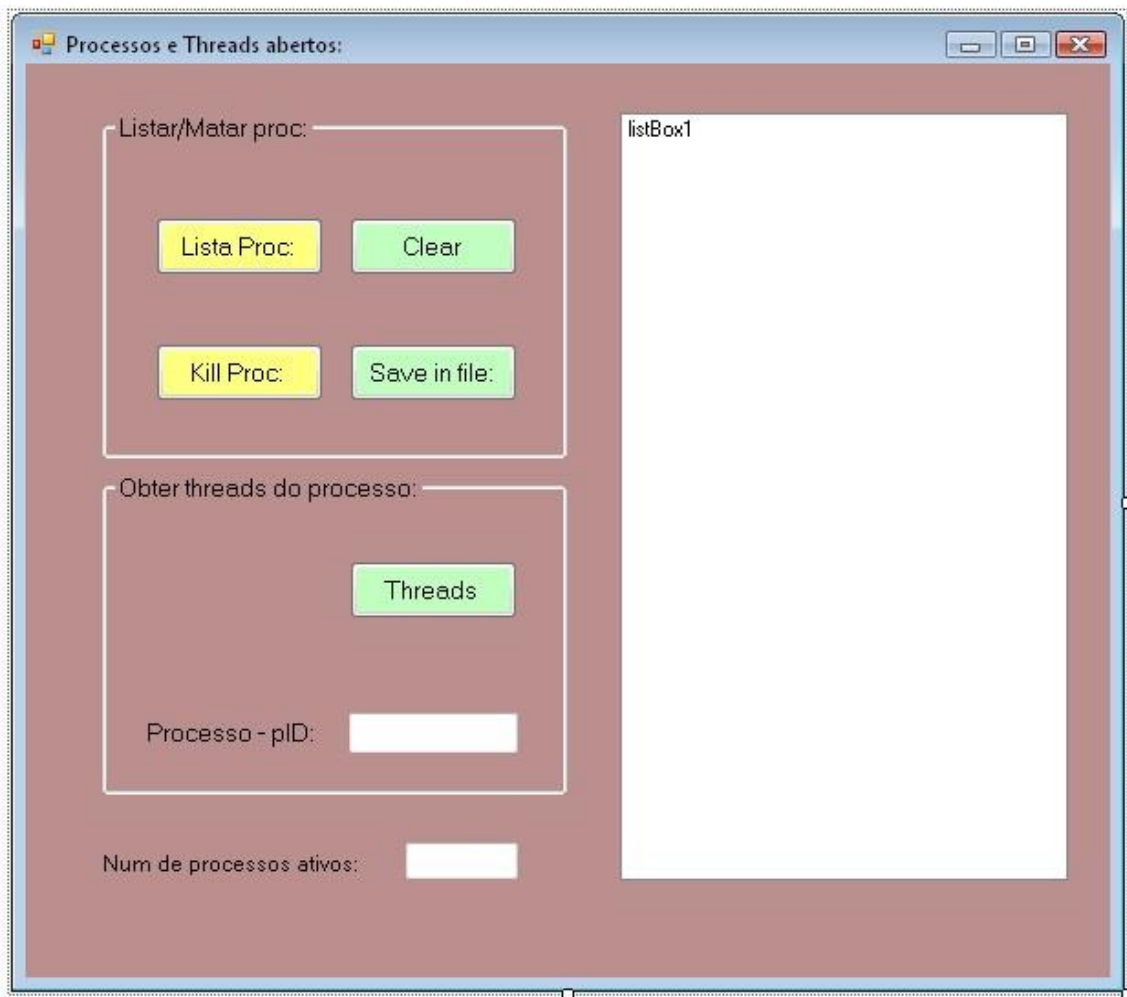 Processos e Threads abertos:
Listar/Matar proc:
Lista Proc:
Clear
Kill Proc:
Save in file:
Obter threads do processo:
Threads
Processo - pID:
Num de processos ativos:
listBox1